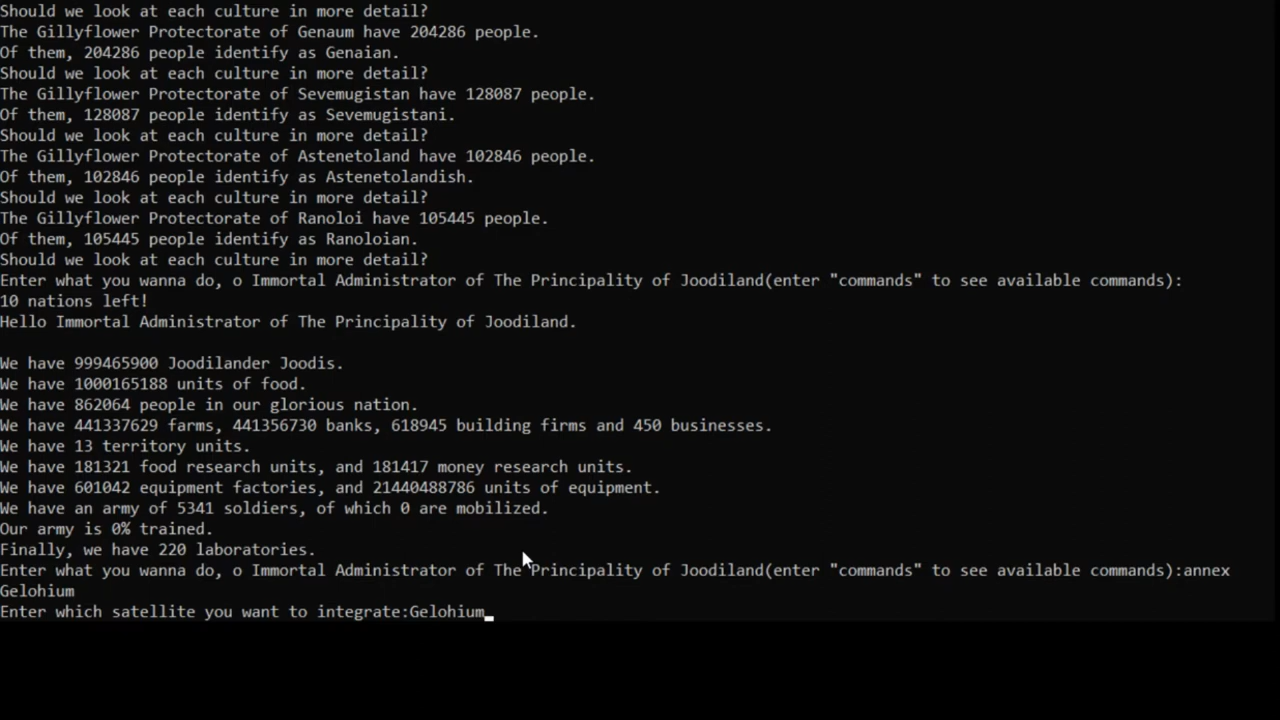 Should we look at each culture in more detail?
The Gillyflower Protectorate of Genaum have 204286 people.
Of them, 204286 people identify as Genaian.
Should we look at each culture in more detail?
The Gillyflower Protectorate of Sevemugistan have 128087 people.
Of them, 128087 people identify as Sevemugistani.
Should we look at each culture in more detail?
The Gillyflower Protectorate of Astenetoland have 102846 people.
Of them, 102846 people identify as Astenetolandish.
Should we look at each culture in more detail?
The Gillyflower Protectorate of Ranoloi have 105445 people.
Of them, 105445 people identify as Ranoloian.
Should we look at each culture in more detail?
Enter what you wanna do, o Immortal Administrator of The Principality of Joodiland(enter "commands" to see available commands):
10 nations left!
Hello Immortal Administrator of The Principality of Joodiland.
We have 999465900 Joodilander Joodis.
We have 1000165188 units of food.
We have 862064 people in our glorious nation.
We have 441337629 farms, 441356730 banks, 618945 building firms and 450 businesses.
We have 13 territory units.
We have 181321 food research units, and 181417 money research units.
We have 601042 equipment factories, and 21440488786 units of equipment.
We have an army of 5341 soldiers, of which 0 are mobilized.
Our army is 0% trained.
Finally, we have 220 laboratories.
Enter what you wanna do, o Immortal Administrator of The Principality of Joodiland(enter "commands" to see available commands):annex
Gelohium
Enter which satellite you want to integrate:Gelohium